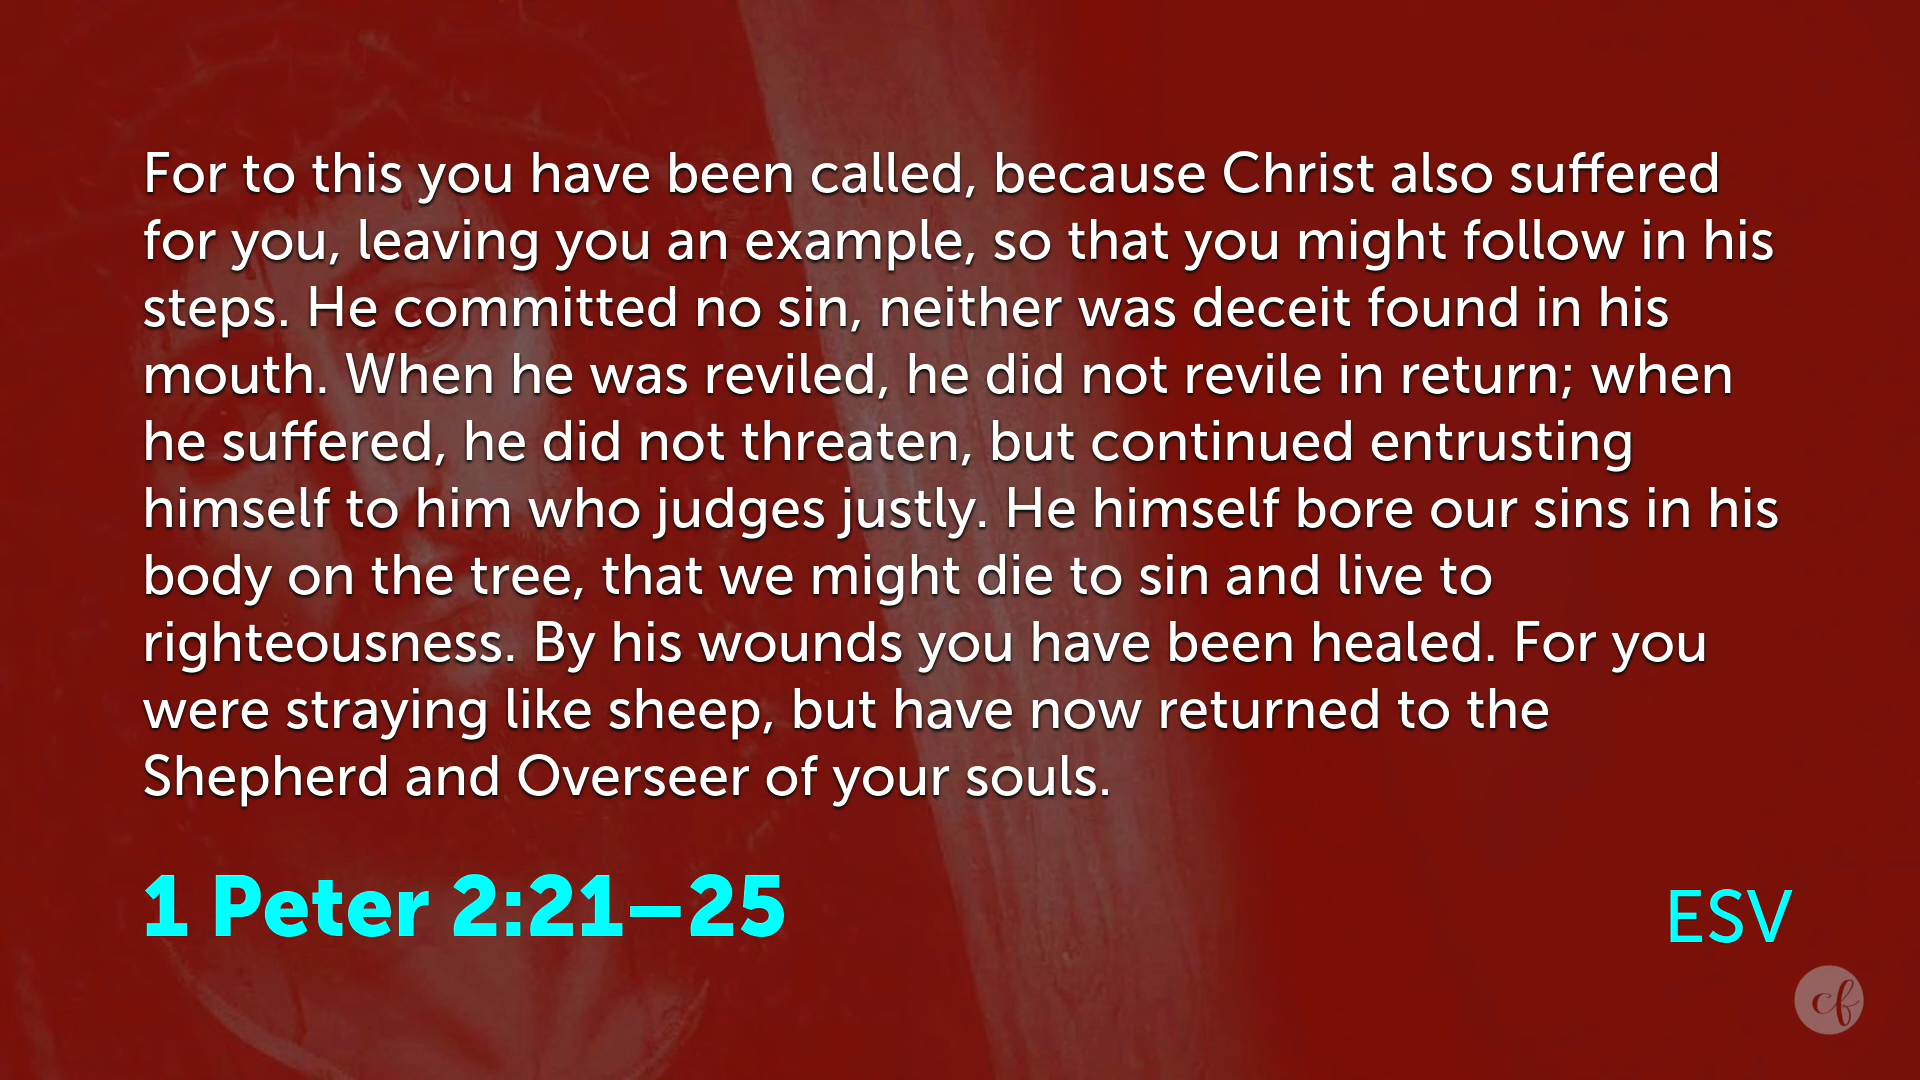 For to this you have been called, because Christ also suffered
for you, leaving you an example, so that you might follow in his
steps. He committed no sin, neither was deceit found in his
mouth. When he was reviled, he did not revile in return; when
he suffered, he did not threaten, but continued entrusting
himself to him who judges justly. He himself bore our sins in his
body on the tree, that we might die to sin and live to
righteousness. By his wounds you have been healed. For you
were straying like sheep, but have now returned to the
Shepherd and Overseer of your souls.
1 Peter 2:21–25
ESV
cf